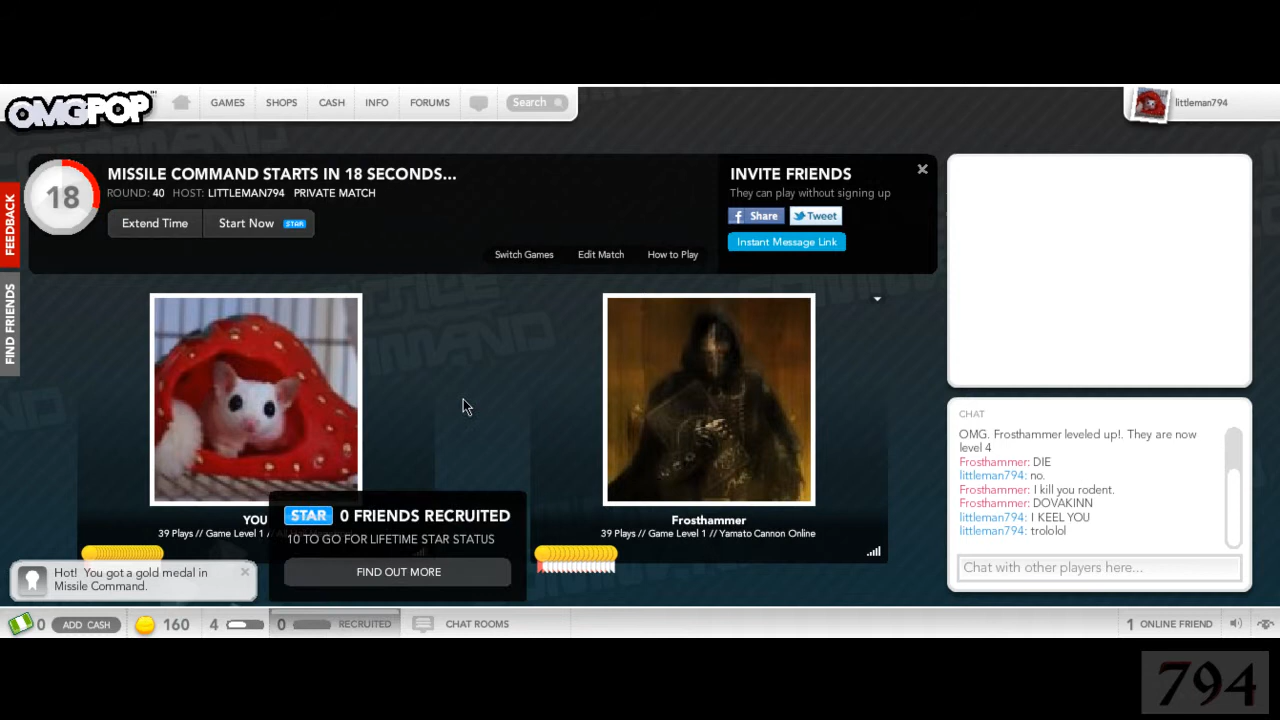 OMGPOP
GAMES
SHOPS
CASH
INFO
FORUMS
Search
littleman794
FEEDBACK
FIND FRIENDS
18
MISSILE COMMAND STARTS IN 18 SECONDS...
ROUND: 40 HOST: LITTLEMAN794 PRIVATE MATCH
Extend Time
Start Now STAR
Switch Games
Edit Match
How to Play
INVITE FRIENDS
They can play without signing up
Share
Tweet
Instant Message Link
YOU
39 Plays // Game Level 1 /
Frosthammer
39 Plays // Game Level 1 // Yamato Cannon Online
STAR 0 FRIENDS RECRUITED
10 TO GO FOR LIFETIME STAR STATUS
FIND OUT MORE
Hot! You got a gold medal in
Missile Command.
CHAT
OMG. Frosthammer leveled up!. They are now
level 4
Frosthammer: DIE
littleman794: no.
Frosthammer: I kill you rodent.
Frosthammer: DOVAKINN
littleman794: I KEEL YOU
littleman794: trololol
Chat with other players here...
0 ADD CASH
160
4
0 RECRUITED
CHAT ROOMS
1 ONLINE FRIEND
794